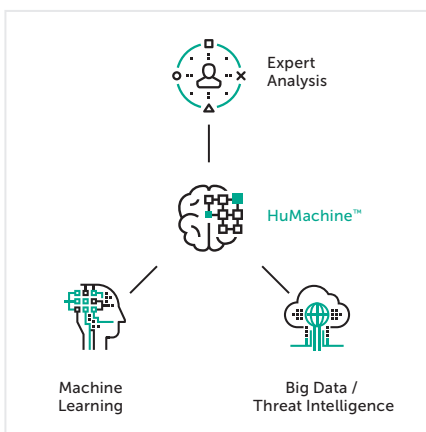 Expert
Analysis
HuMachine™
Machine
Learning
Big Data /
Threat Intelligence